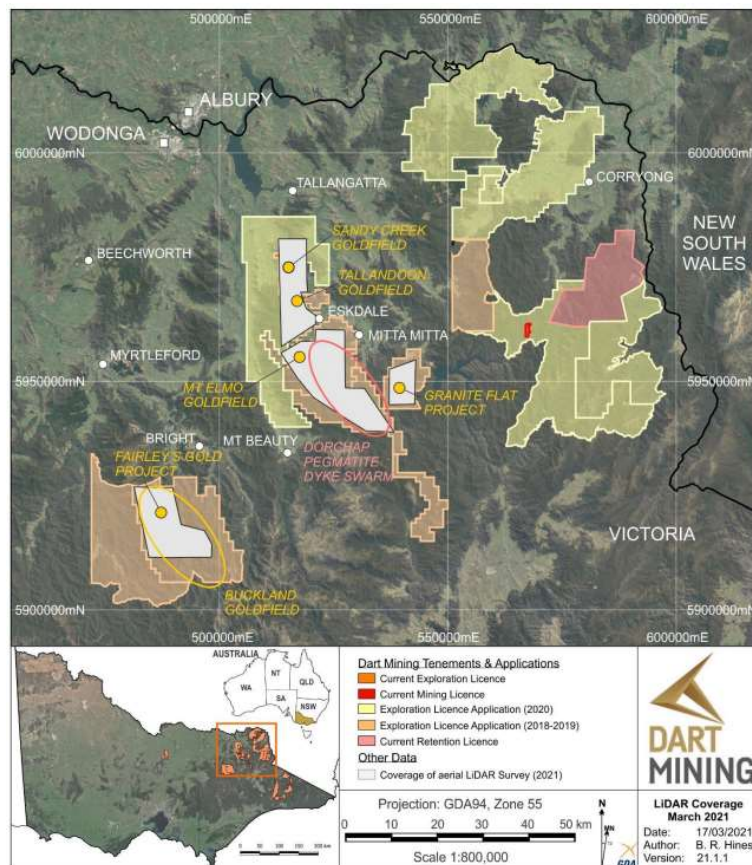 500000mE
550000mE
600000mE
ALBURY
WODONGA
6000000mN
6000000mN
CORRYONG
TALLANGATTA
NEW
SOUTH
WALES
SANDY CREEK
GOLDFIELD
BEECHWORTH
TALLANDOON
GOLDFIELD
ESKDALE
MITTA MITTA
MYRTLEFORD
5950000mN
5950000mN
MT ELMO
GOLDFIELD
GRANITE FLAT
PROJECT
BRIGHT
MT BEAUTY
DORCHAP
PEGMATITE
DYKE SWARM
FAIRLEY'S GOLD
PROJECT
VICTORIA
BUCKLAND
GOLDFIELD
5900000mN
5900000mN
500000mE
550000mE
600000mE
AUSTRALIA
WA
NT
QLD
SA
NSW
Dart Mining Tenements & Applications
Current Exploration Licence
Current Mining Licence
Exploration Licence Application (2020)
Exploration Licence Application (2018-2019)
Current Retention Licence
Other Data
Coverage of aerial LiDAR Survey (2021)
DART
MINING
Projection: GDA94, Zone 55
0 10 20 30 40 50 km
Scale 1:800,000
N
MN
LiDAR Coverage
March 2021
Date: 17/03/2021
Author: B. R. Hines
Version: 21.1.1